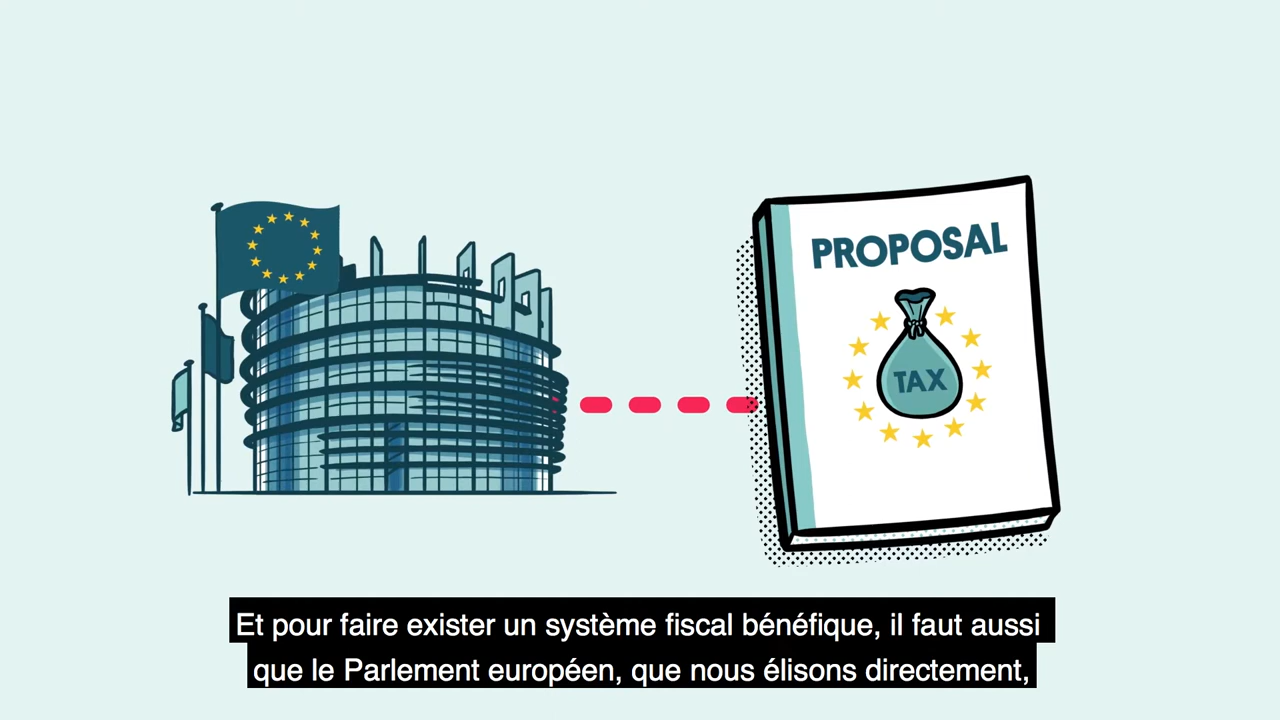 PROPOSAL
TAX
Et pour faire exister un système fiscal bénéfique, il faut aussi
que le Parlement européen, que nous élisons directement,